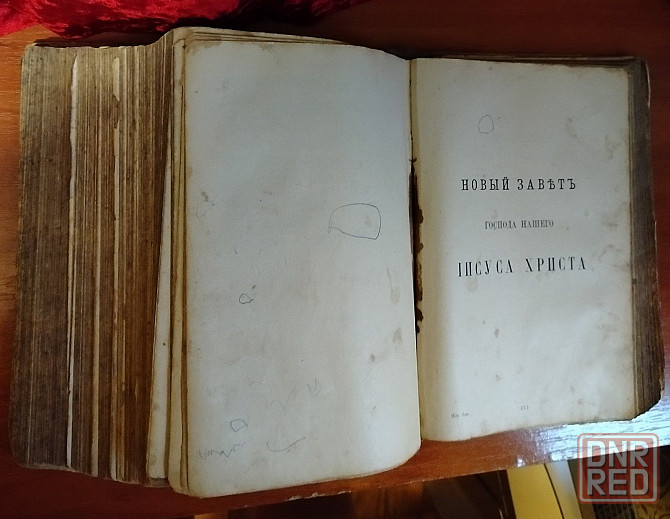 НОВЫЙ ЗАВѢТЪ
ГОСПОДА НАШЕГО
ІИСУСА ХРИСТА
DNR
RED